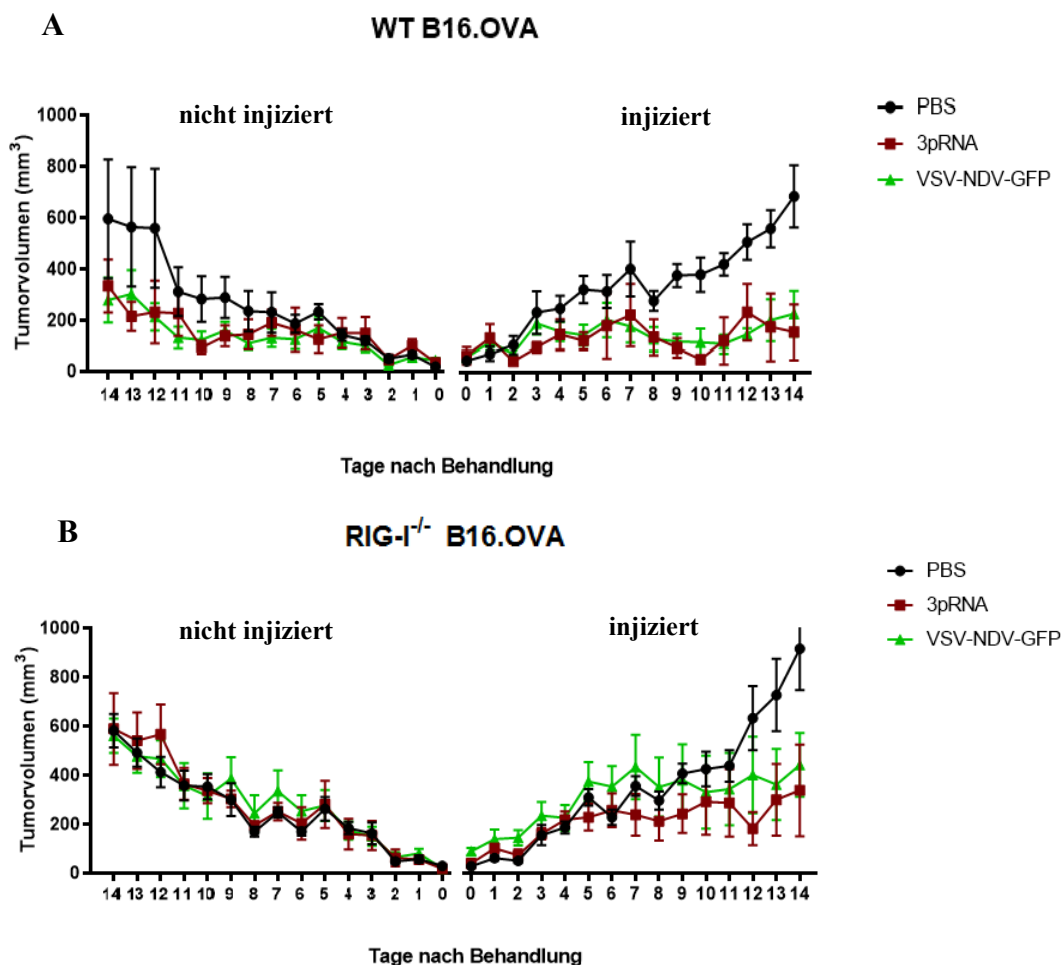 A
WT B16.OVA
nicht injiziert
injiziert
PBS
3pRNA
VSV-NDV-GFP
Tumorvolumen (mm³)
1000
800
600
400
200
0
14 13 12 11 10 9 8 7 6 5 4 3 2 1 0
0 1 2 3 4 5 6 7 8 9 10 11 12 13 14
Tage nach Behandlung
B
RIG-I⁻/⁻ B16.OVA
nicht injiziert
injiziert
PBS
3pRNA
VSV-NDV-GFP
Tumorvolumen (mm³)
1000
800
600
400
200
0
14 13 12 11 10 9 8 7 6 5 4 3 2 1 0
0 1 2 3 4 5 6 7 8 9 10 11 12 13 14
Tage nach Behandlung